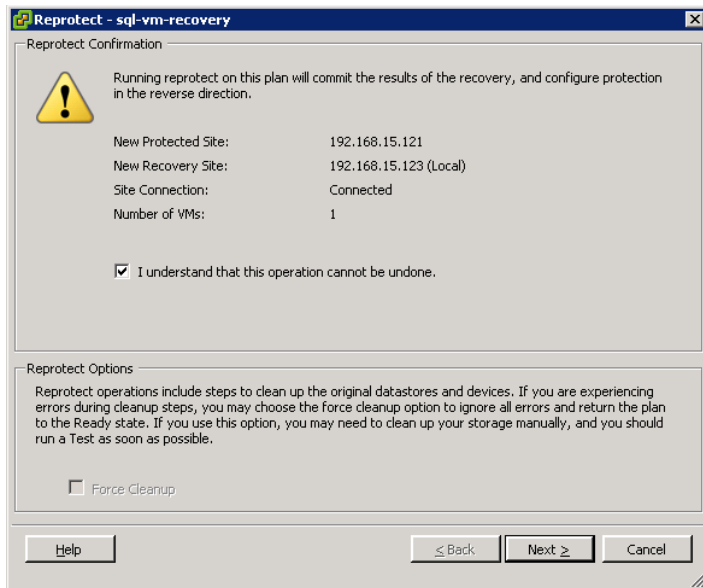 Reprotect - sql-vm-recovery
Reprotect Confirmation
Running reprotect on this plan will commit the results of the recovery, and configure protection
in the reverse direction.
New Protected Site: 192.168.15.121
New Recovery Site: 192.168.15.123 (Local)
Site Connection: Connected
Number of VMs: 1
I understand that this operation cannot be undone.
Reprotect Options
Reprotect operations include steps to clean up the original datastores and devices. If you are experiencing
errors during cleanup steps, you may choose the force cleanup option to ignore all errors and return the plan
to the Ready state. If you use this option, you may need to clean up your storage manually, and you should
run a Test as soon as possible.
Force Cleanup
Help < Back Next > Cancel